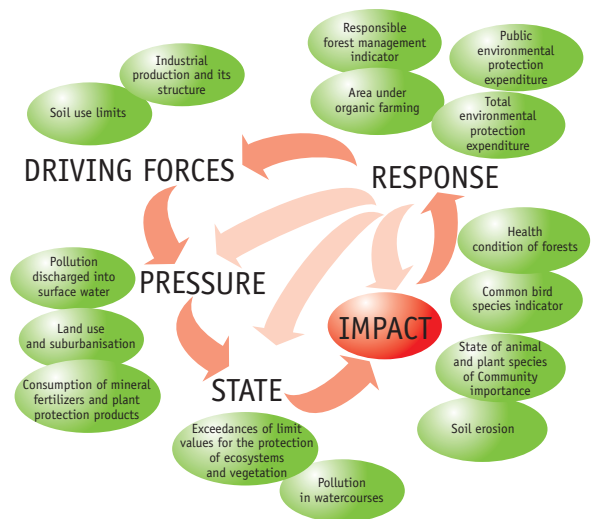 Industrial
production and its
structure
Soil use limits
Responsible
forest management
indicator
Public
environmental
protection
expenditure
Area under
organic farming
Total
environmental
protection
expenditure
DRIVING FORCES
RESPONSE
Pollution
discharged into
surface water
PRESSURE
Land use
and suburbanisation
Consumption of mineral
fertilizers and plant
protection products
STATE
IMPACT
Health
condition of forests
Common bird
species indicator
State of animal
and plant species
of Community
importance
Soil erosion
Exceedances of limit
values for the protection
of ecosystems
and vegetation
Pollution
in watercourses